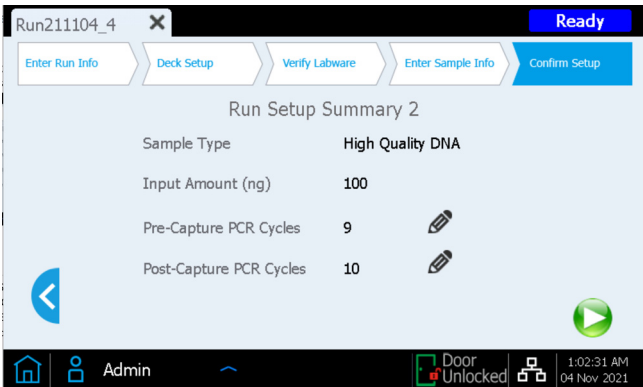 Run211104_4
Ready
Enter Run Info
Deck Setup
Verify Labware
Enter Sample Info
Confirm Setup
Run Setup Summary 2
Sample Type High Quality DNA
Input Amount (ng) 100
Pre-Capture PCR Cycles 9
Post-Capture PCR Cycles 10
Admin
Door
Unlocked
1:02:31 AM
04 Nov 2021